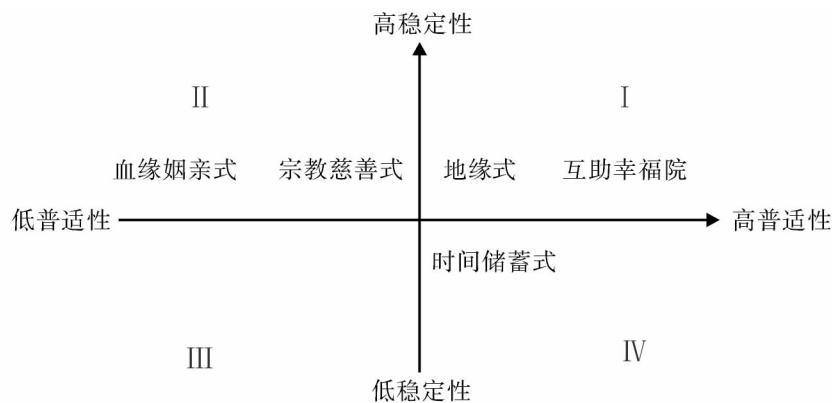 高稳定性
Ⅱ Ⅰ
血缘姻亲式 宗教慈善式 地缘式 互助幸福院
低普适性 高普适性
时间储蓄式
Ⅲ Ⅳ
低稳定性